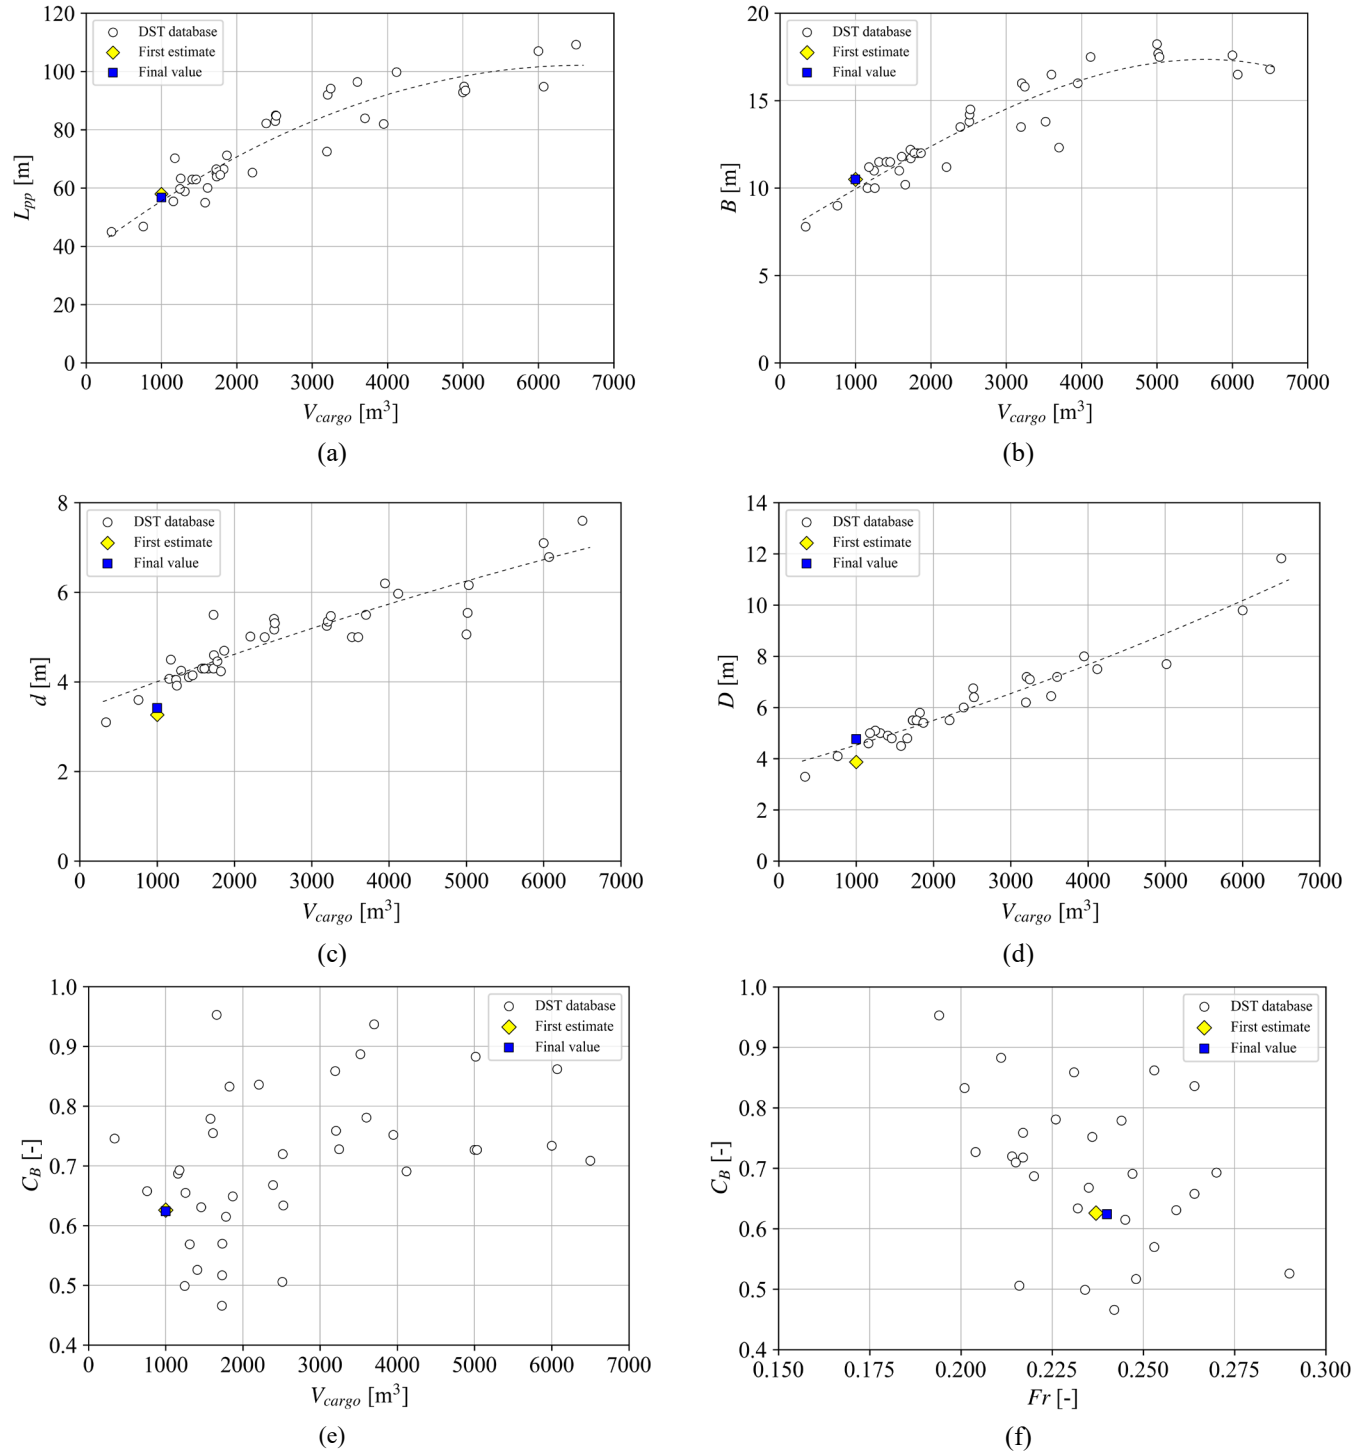 120
100
80
60
40
20
0
L_pp [m]
DST database
First estimate
Final value
0 1000 2000 3000 4000 5000 6000 7000
V_cargo [m³]
(a)
20
15
10
5
0
B [m]
DST database
First estimate
Final value
0 1000 2000 3000 4000 5000 6000 7000
V_cargo [m³]
(b)
8
6
4
2
0
d [m]
DST database
First estimate
Final value
0 1000 2000 3000 4000 5000 6000 7000
V_cargo [m³]
(c)
14
12
10
8
6
4
2
0
D [m]
DST database
First estimate
Final value
0 1000 2000 3000 4000 5000 6000 7000
V_cargo [m³]
(d)
1.0
0.9
0.8
0.7
0.6
0.5
0.4
C_B [-]
DST database
First estimate
Final value
0 1000 2000 3000 4000 5000 6000 7000
V_cargo [m³]
(e)
1.0
0.9
0.8
0.7
0.6
0.5
0.4
C_B [-]
DST database
First estimate
Final value
0.150 0.175 0.200 0.225 0.250 0.275 0.300
Fr [-]
(f)